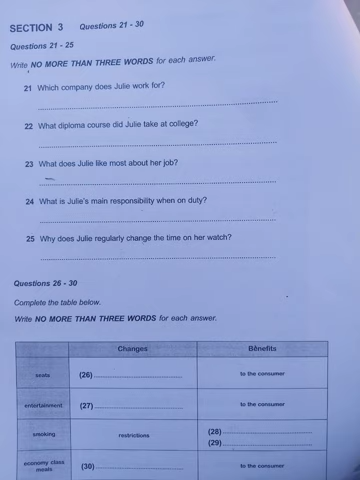 SECTION 3 Questions 21 - 30
Questions 21 - 25
Write NO MORE THAN THREE WORDS for each answer.
21 Which company does Julie work for?
22 What diploma course did Julie take at college?
23 What does Julie like most about her job?
24 What is Julie's main responsibility when on duty?
25 Why does Julie regularly change the time on her watch?
Questions 26 - 30
Complete the table below.
Write NO MORE THAN THREE WORDS for each answer.
Changes Benefits
seats (26) to the consumer
entertainment (27) to the consumer
smoking restrictions (28)
(29)
economy class
meals (30) to the consumer